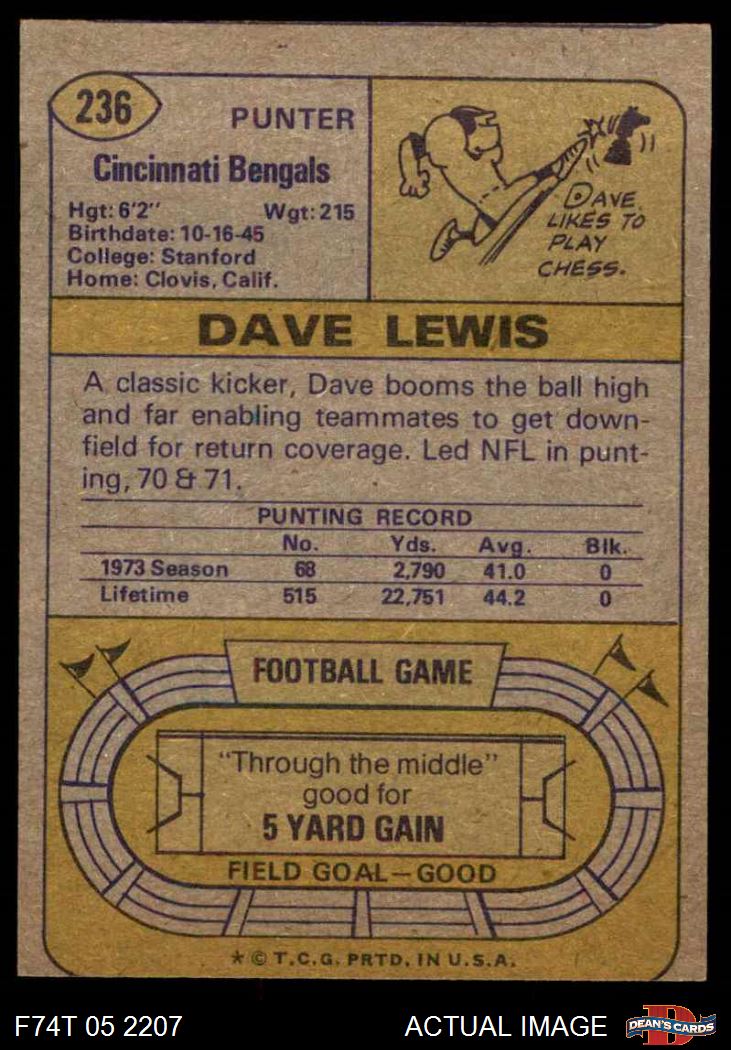 236
PUNTER
Cincinnati Bengals
Hgt: 6'2" Wgt: 215
Birthdate: 10-16-45
College: Stanford
Home: Clovis, Calif.
DAVE
LIKES TO
PLAY
CHESS.
DAVE LEWIS
A classic kicker, Dave booms the ball high
and far enabling teammates to get down-
field for return coverage. Led NFL in punt-
ing, 70 & 71.
PUNTING RECORD
No. Yds. Avg. Blk.
1973 Season 68 2,790 41.0 0
Lifetime 515 22,751 44.2 0
FOOTBALL GAME
"Through the middle"
good for
5 YARD GAIN
FIELD GOAL—GOOD
* © T.C.G. PRTD. IN U.S.A.
F74T 05 2207 ACTUAL IMAGE DEAN'S CARDS